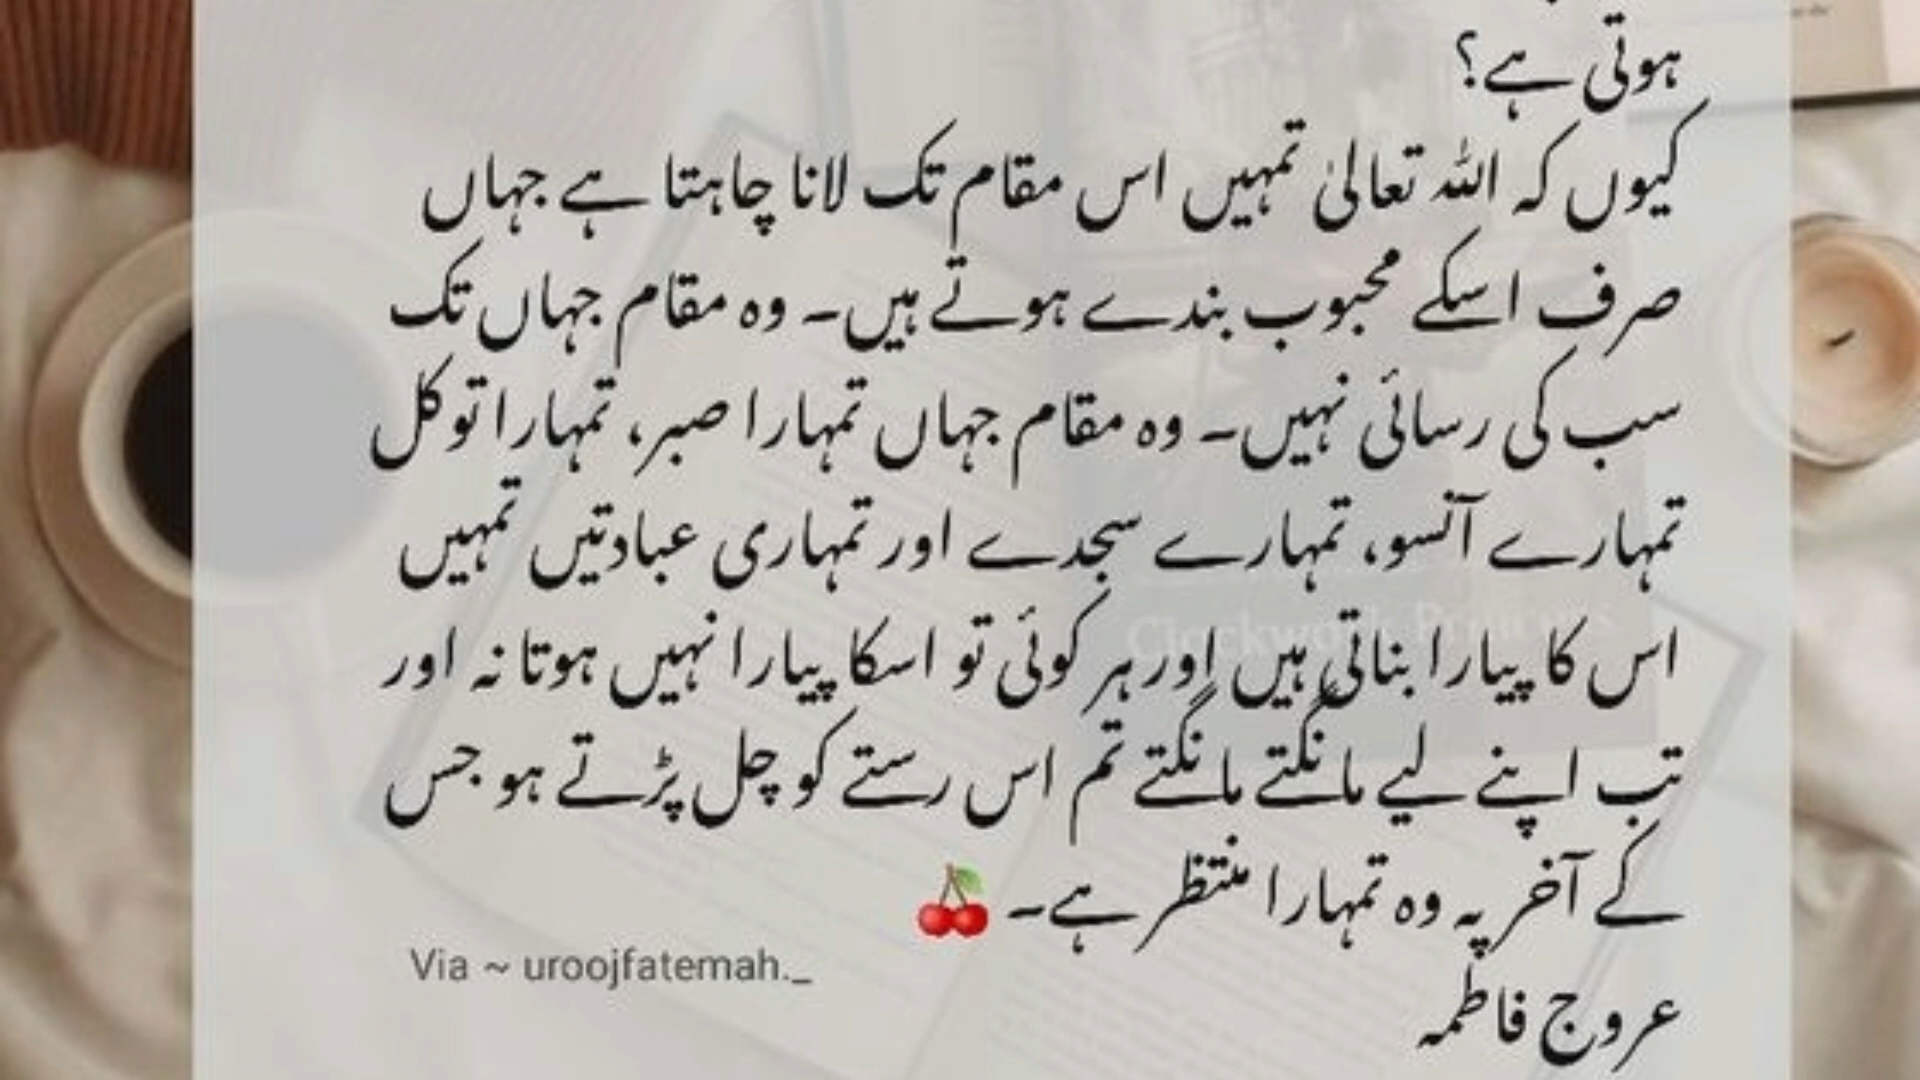 ہوتی ہے؟
کیوں کہ اللہ تعالیٰ تمہیں اس مقام تک لانا چاہتا ہے جہاں
صرف اسکے محبوب بندے ہوتے ہیں۔ وہ مقام جہاں تک
سب کی رسائی نہیں۔ وہ مقام جہاں تمہارا صبر، تمہارا توکل
تمہارے آنسو، تمہارے سجدے اور تمہاری عبادتیں تمہیں
اس کا پیارا بناتی ہیں اور ہر کوئی تو اسکا پیارا نہیں ہوتا نہ اور
تب اپنے لیے مانگتے مانگتے تم اس رستے کو چل پڑتے ہو جس
کے آخر پہ وہ تمہارا منتظر ہے۔ 🍒
Via ~ uroojfatemah._
عروج فاطمہ